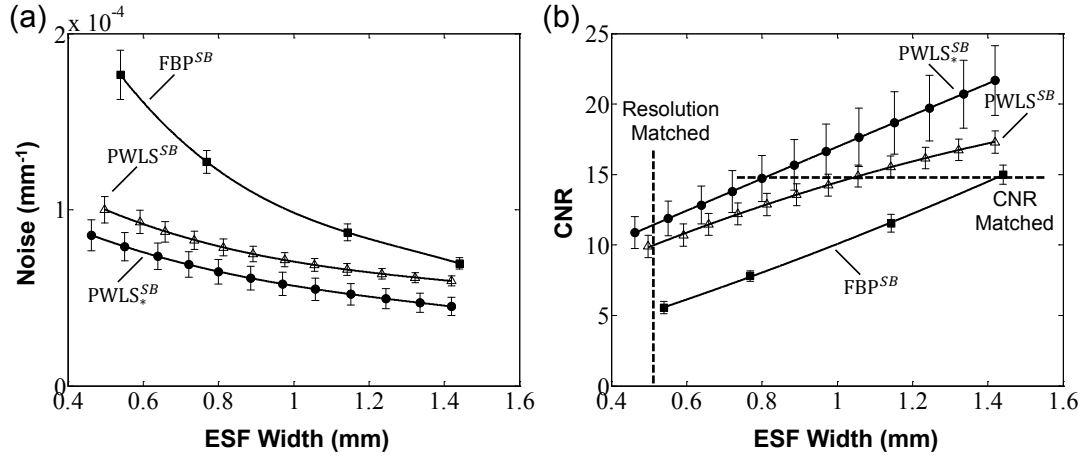 (a)
2 x 10⁻⁴
FBP^SB
PWLS^SB
PWLS_*^SB
1
0
0.4 0.6 0.8 1 1.2 1.4 1.6
Noise (mm⁻¹)
ESF Width (mm)
(b)
25
20
15
10
5
0
0.4 0.6 0.8 1 1.2 1.4 1.6
CNR
ESF Width (mm)
PWLS_*^SB
PWLS^SB
Resolution
Matched
CNR
Matched
FBP^SB